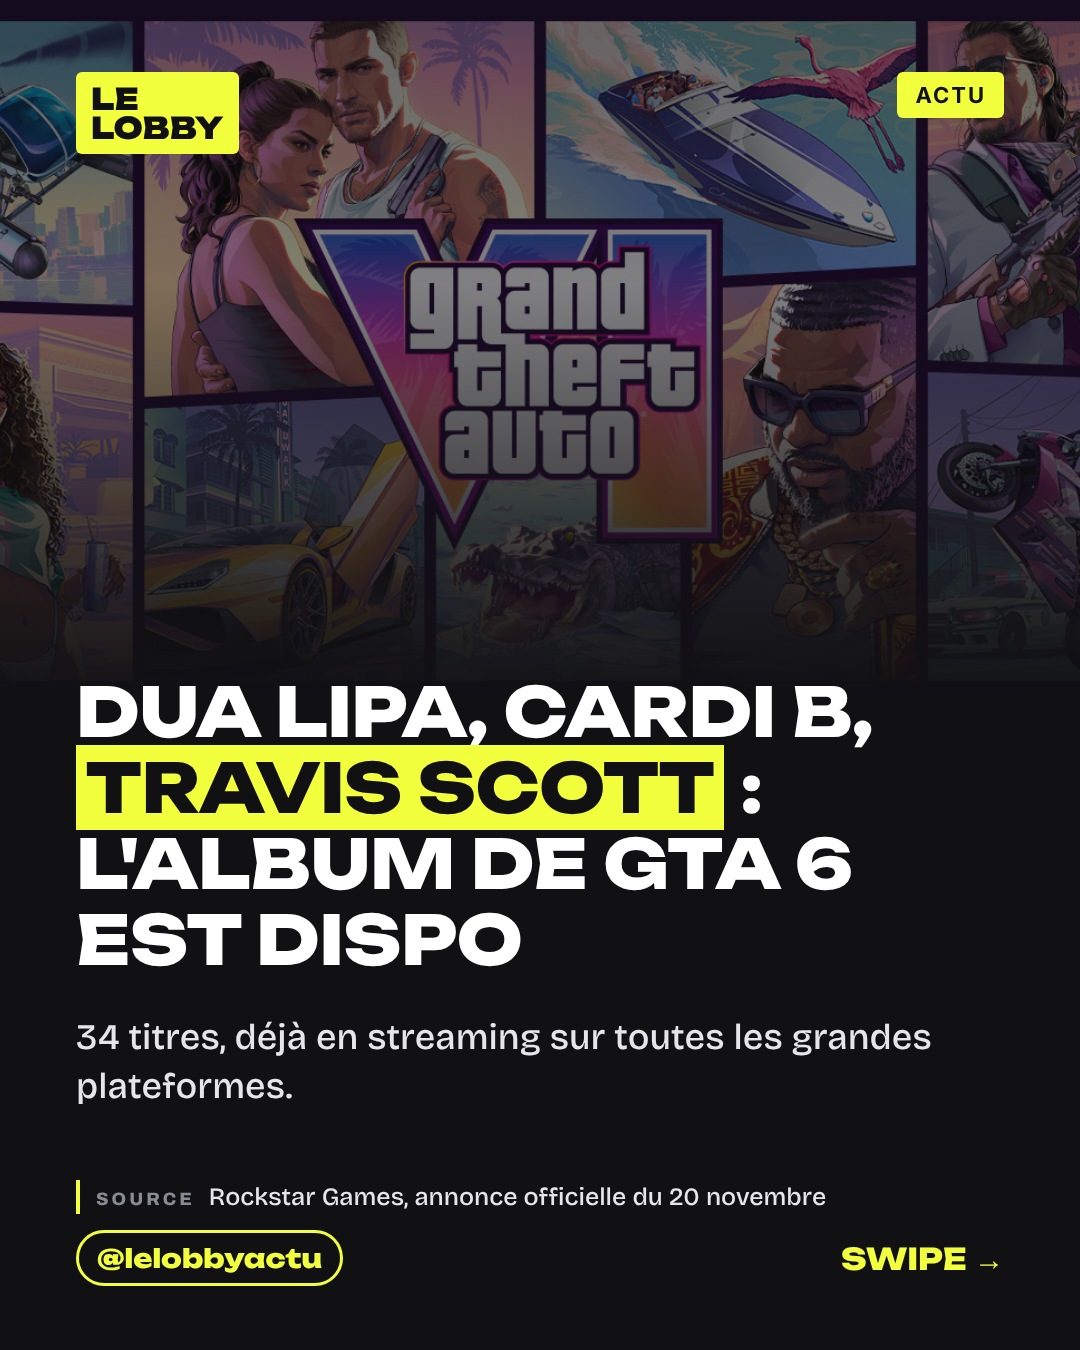 LE
LOBBY
ACTU
VI
grand
theft
auto
DUA LIPA, CARDI B,
TRAVIS SCOTT :
L'ALBUM DE GTA 6
EST DISPO
34 titres, déjà en streaming sur toutes les grandes
plateformes.
SOURCE Rockstar Games, annonce officielle du 20 novembre
@lelobbyactu
SWIPE →